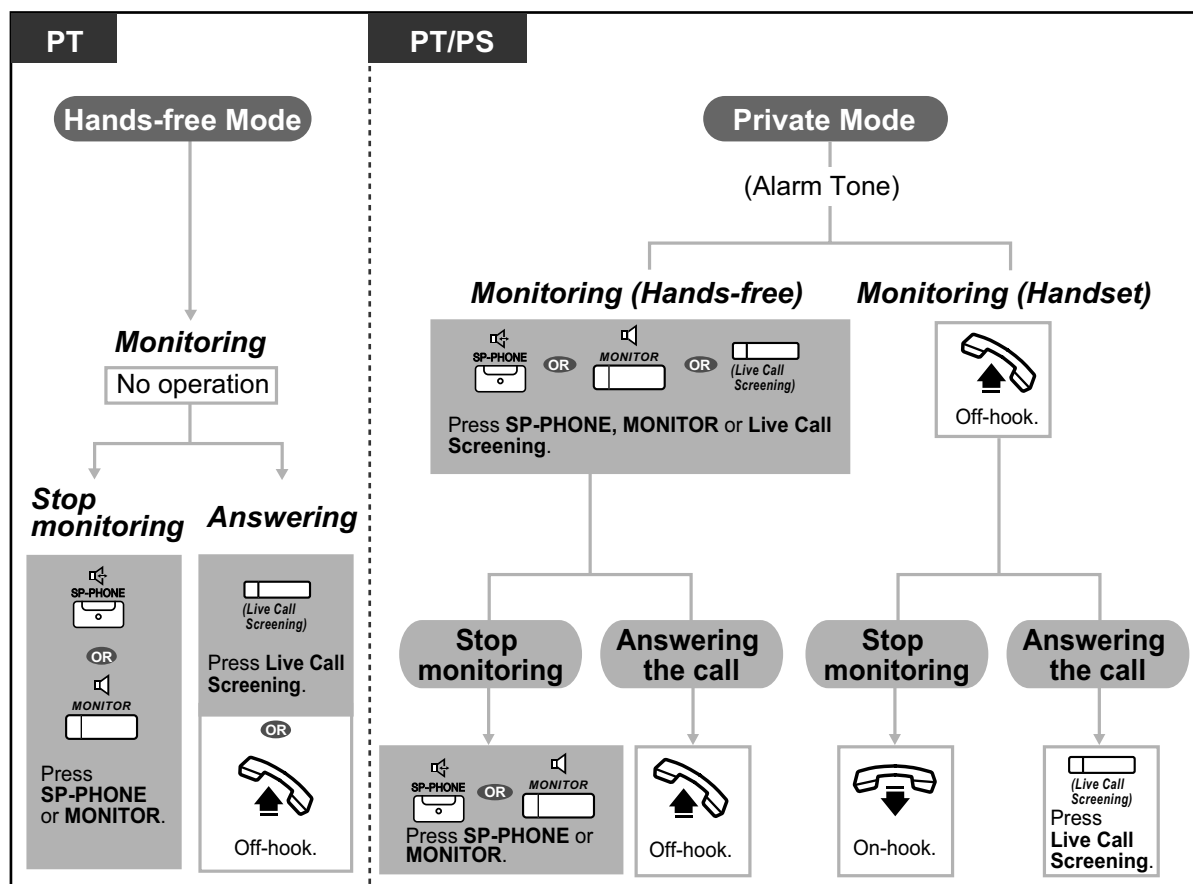 PT
Hands-free Mode
Monitoring
No operation
Stop
monitoring
SP-PHONE
OR
MONITOR
Press
SP-PHONE
or MONITOR.
Answering
(Live Call
Screening)
Press Live Call
Screening.
OR
Off-hook.
PT/PS
Private Mode
(Alarm Tone)
Monitoring (Hands-free)
SP-PHONE OR MONITOR OR (Live Call
Screening)
Press SP-PHONE, MONITOR or Live Call
Screening.
Stop
monitoring
SP-PHONE OR MONITOR
Press SP-PHONE or
MONITOR.
Answering
the call
Off-hook.
Monitoring (Handset)
Off-hook.
Stop
monitoring
On-hook.
Answering
the call
(Live Call
Screening)
Press
Live Call
Screening.